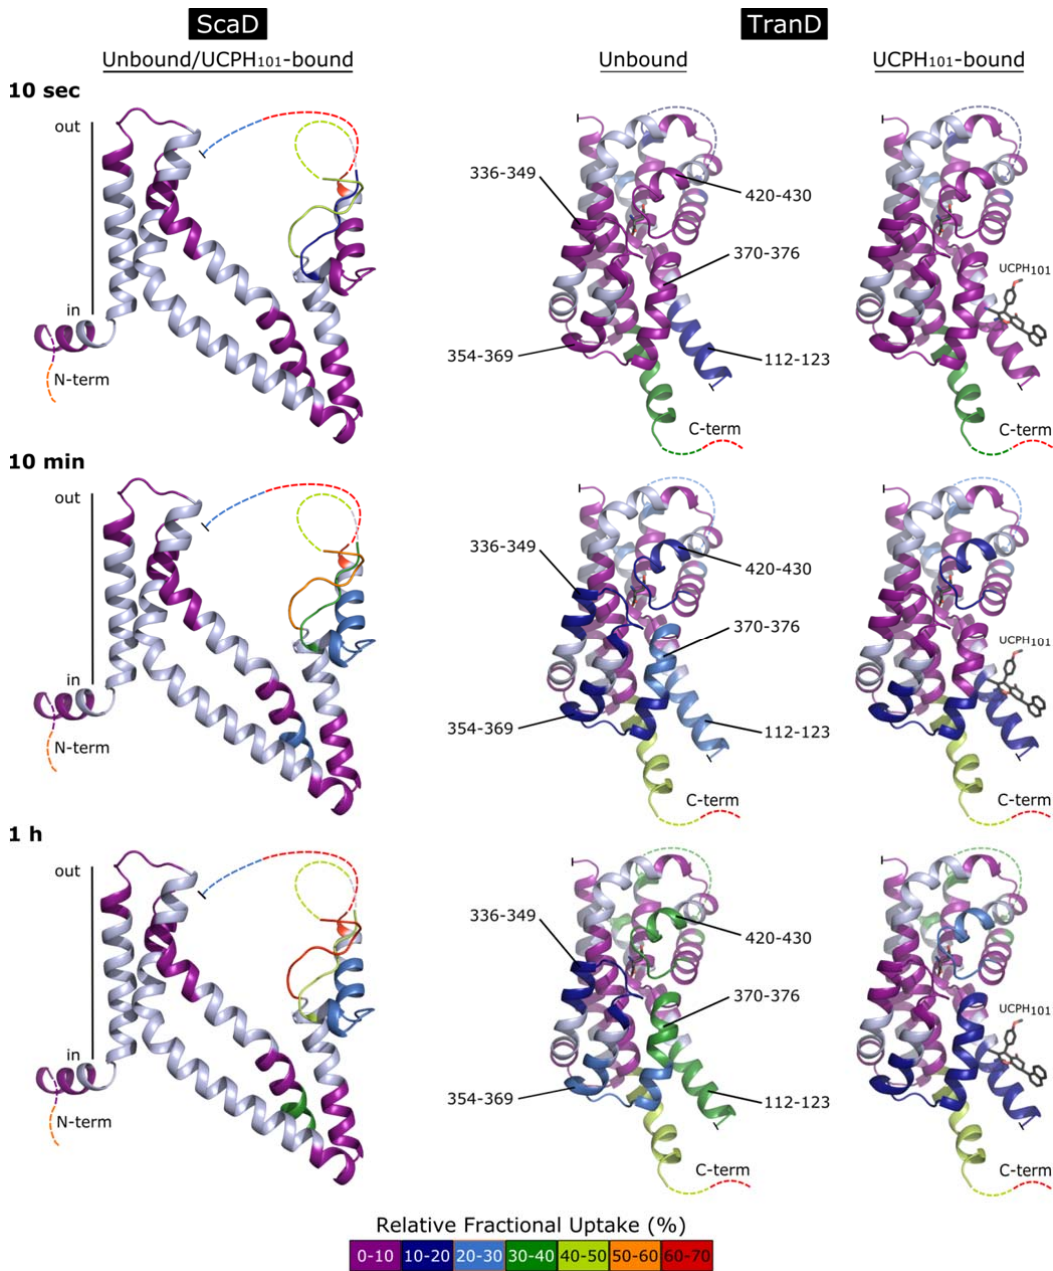 ScaD
TranD
Unbound/UCPH101-bound
Unbound
UCPH101-bound
10 sec
out
in
N-term
336-349
420-430
370-376
354-369
112-123
C-term
UCPH101
C-term
10 min
out
in
N-term
336-349
420-430
370-376
354-369
112-123
C-term
UCPH101
C-term
1 h
out
in
N-term
336-349
420-430
370-376
354-369
112-123
C-term
UCPH101
C-term
Relative Fractional Uptake (%)
0-10 10-20 20-30 30-40 40-50 50-60 60-70